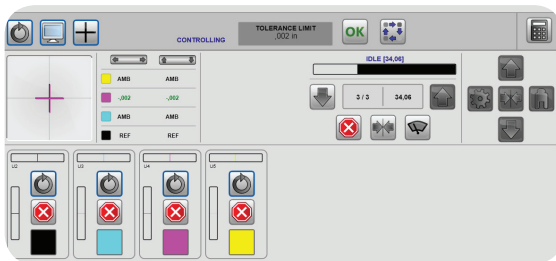 TOLERANCE LIMIT
CONTROLLING ,002 in OK
IDLE [34,06]
AMB AMB
-,002 -,002
3 / 3 34,06
AMB AMB
REF REF
U2 U3 U4 U5